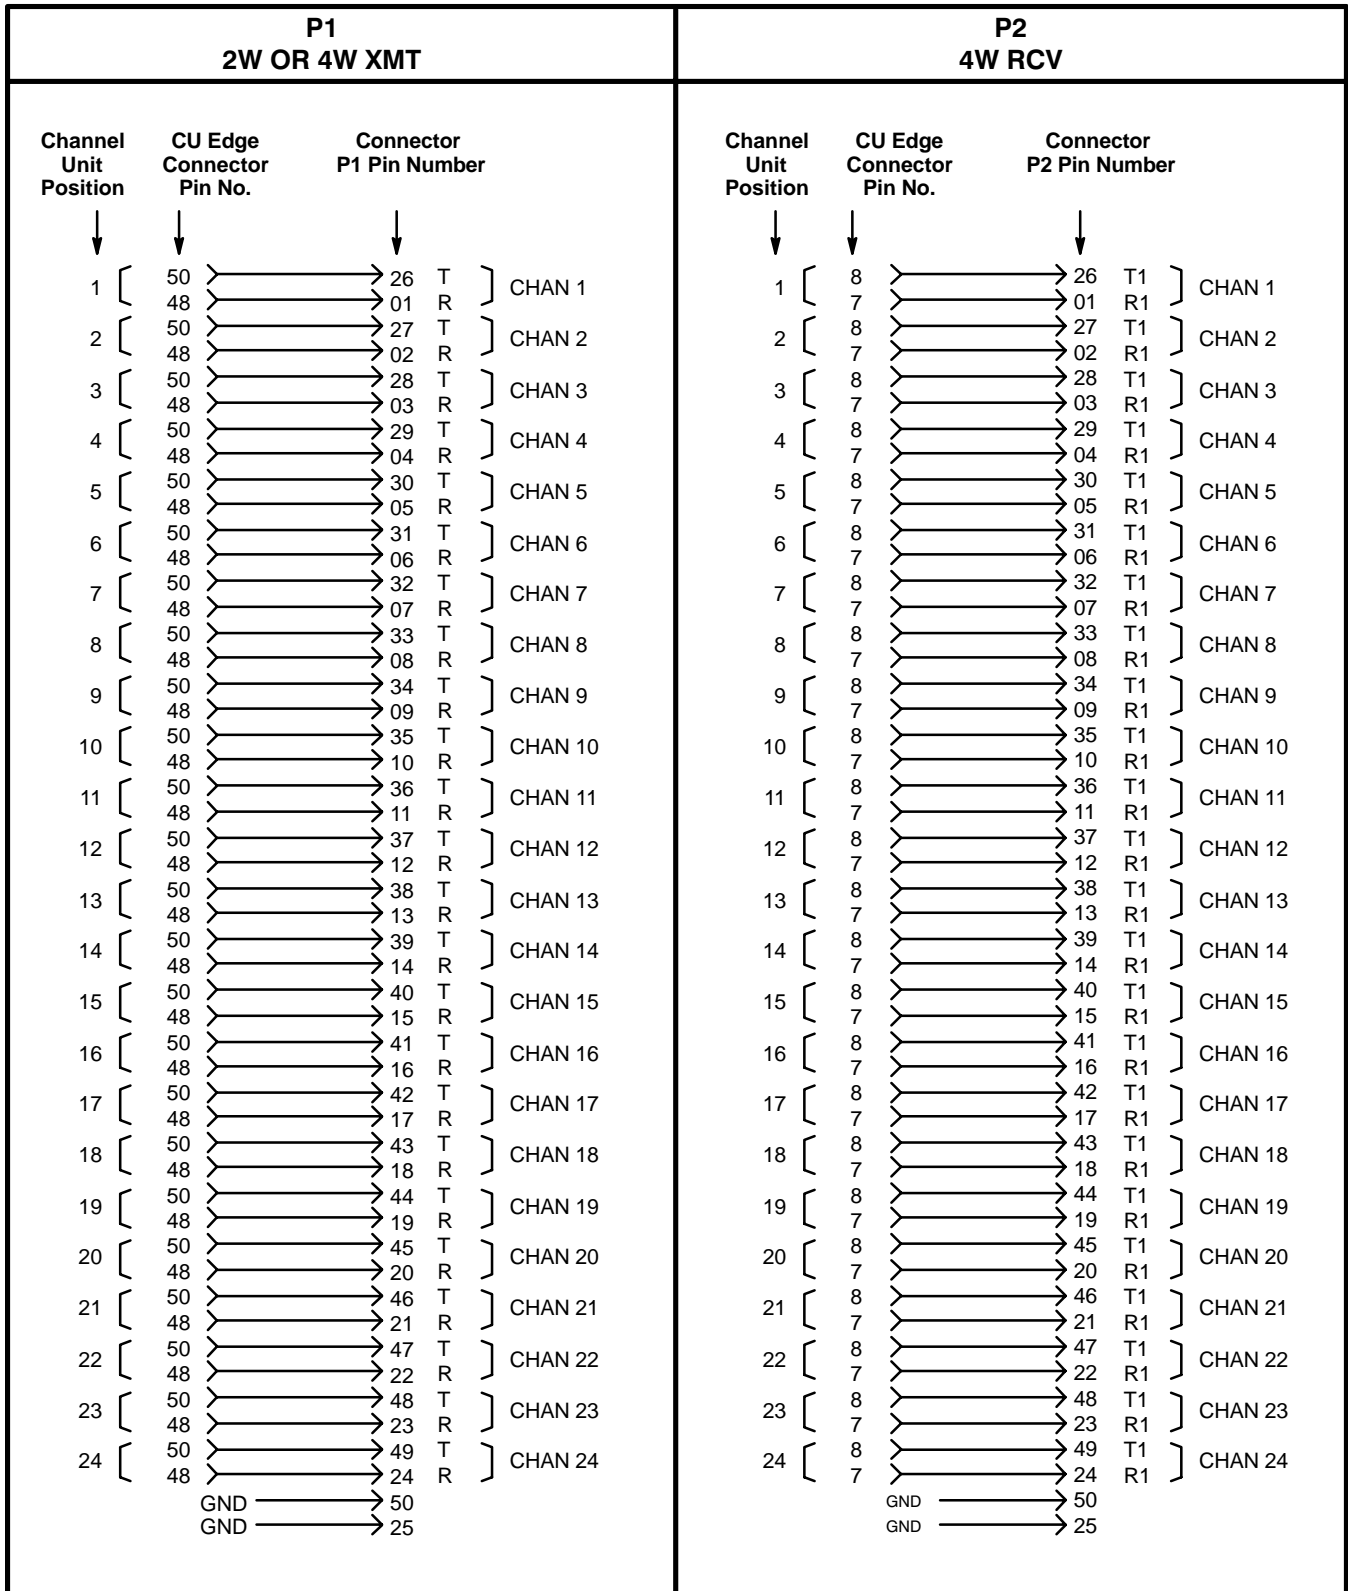 P1
2W OR 4W XMT
Channel Unit Position
CU Edge Connector Pin No.
Connector P1 Pin Number
1 50 26 T CHAN 1
48 01 R
2 50 27 T CHAN 2
48 02 R
3 50 28 T CHAN 3
48 03 R
4 50 29 T CHAN 4
48 04 R
5 50 30 T CHAN 5
48 05 R
6 50 31 T CHAN 6
48 06 R
7 50 32 T CHAN 7
48 07 R
8 50 33 T CHAN 8
48 08 R
9 50 34 T CHAN 9
48 09 R
10 50 35 T CHAN 10
48 10 R
11 50 36 T CHAN 11
48 11 R
12 50 37 T CHAN 12
48 12 R
13 50 38 T CHAN 13
48 13 R
14 50 39 T CHAN 14
48 14 R
15 50 40 T CHAN 15
48 15 R
16 50 41 T CHAN 16
48 16 R
17 50 42 T CHAN 17
48 17 R
18 50 43 T CHAN 18
48 18 R
19 50 44 T CHAN 19
48 19 R
20 50 45 T CHAN 20
48 20 R
21 50 46 T CHAN 21
48 21 R
22 50 47 T CHAN 22
48 22 R
23 50 48 T CHAN 23
48 23 R
24 50 49 T CHAN 24
48 24 R
GND 50
GND 25
P2
4W RCV
Channel Unit Position
CU Edge Connector Pin No.
Connector P2 Pin Number
1 8 26 T1 CHAN 1
7 01 R1
2 8 27 T1 CHAN 2
7 02 R1
3 8 28 T1 CHAN 3
7 03 R1
4 8 29 T1 CHAN 4
7 04 R1
5 8 30 T1 CHAN 5
7 05 R1
6 8 31 T1 CHAN 6
7 06 R1
7 8 32 T1 CHAN 7
7 07 R1
8 8 33 T1 CHAN 8
7 08 R1
9 8 34 T1 CHAN 9
7 09 R1
10 8 35 T1 CHAN 10
7 10 R1
11 8 36 T1 CHAN 11
7 11 R1
12 8 37 T1 CHAN 12
7 12 R1
13 8 38 T1 CHAN 13
7 13 R1
14 8 39 T1 CHAN 14
7 14 R1
15 8 40 T1 CHAN 15
7 15 R1
16 8 41 T1 CHAN 16
7 16 R1
17 8 42 T1 CHAN 17
7 17 R1
18 8 43 T1 CHAN 18
7 18 R1
19 8 44 T1 CHAN 19
7 19 R1
20 8 45 T1 CHAN 20
7 20 R1
21 8 46 T1 CHAN 21
7 21 R1
22 8 47 T1 CHAN 22
7 22 R1
23 8 48 T1 CHAN 23
7 23 R1
24 8 49 T1 CHAN 24
7 24 R1
GND 50
GND 25